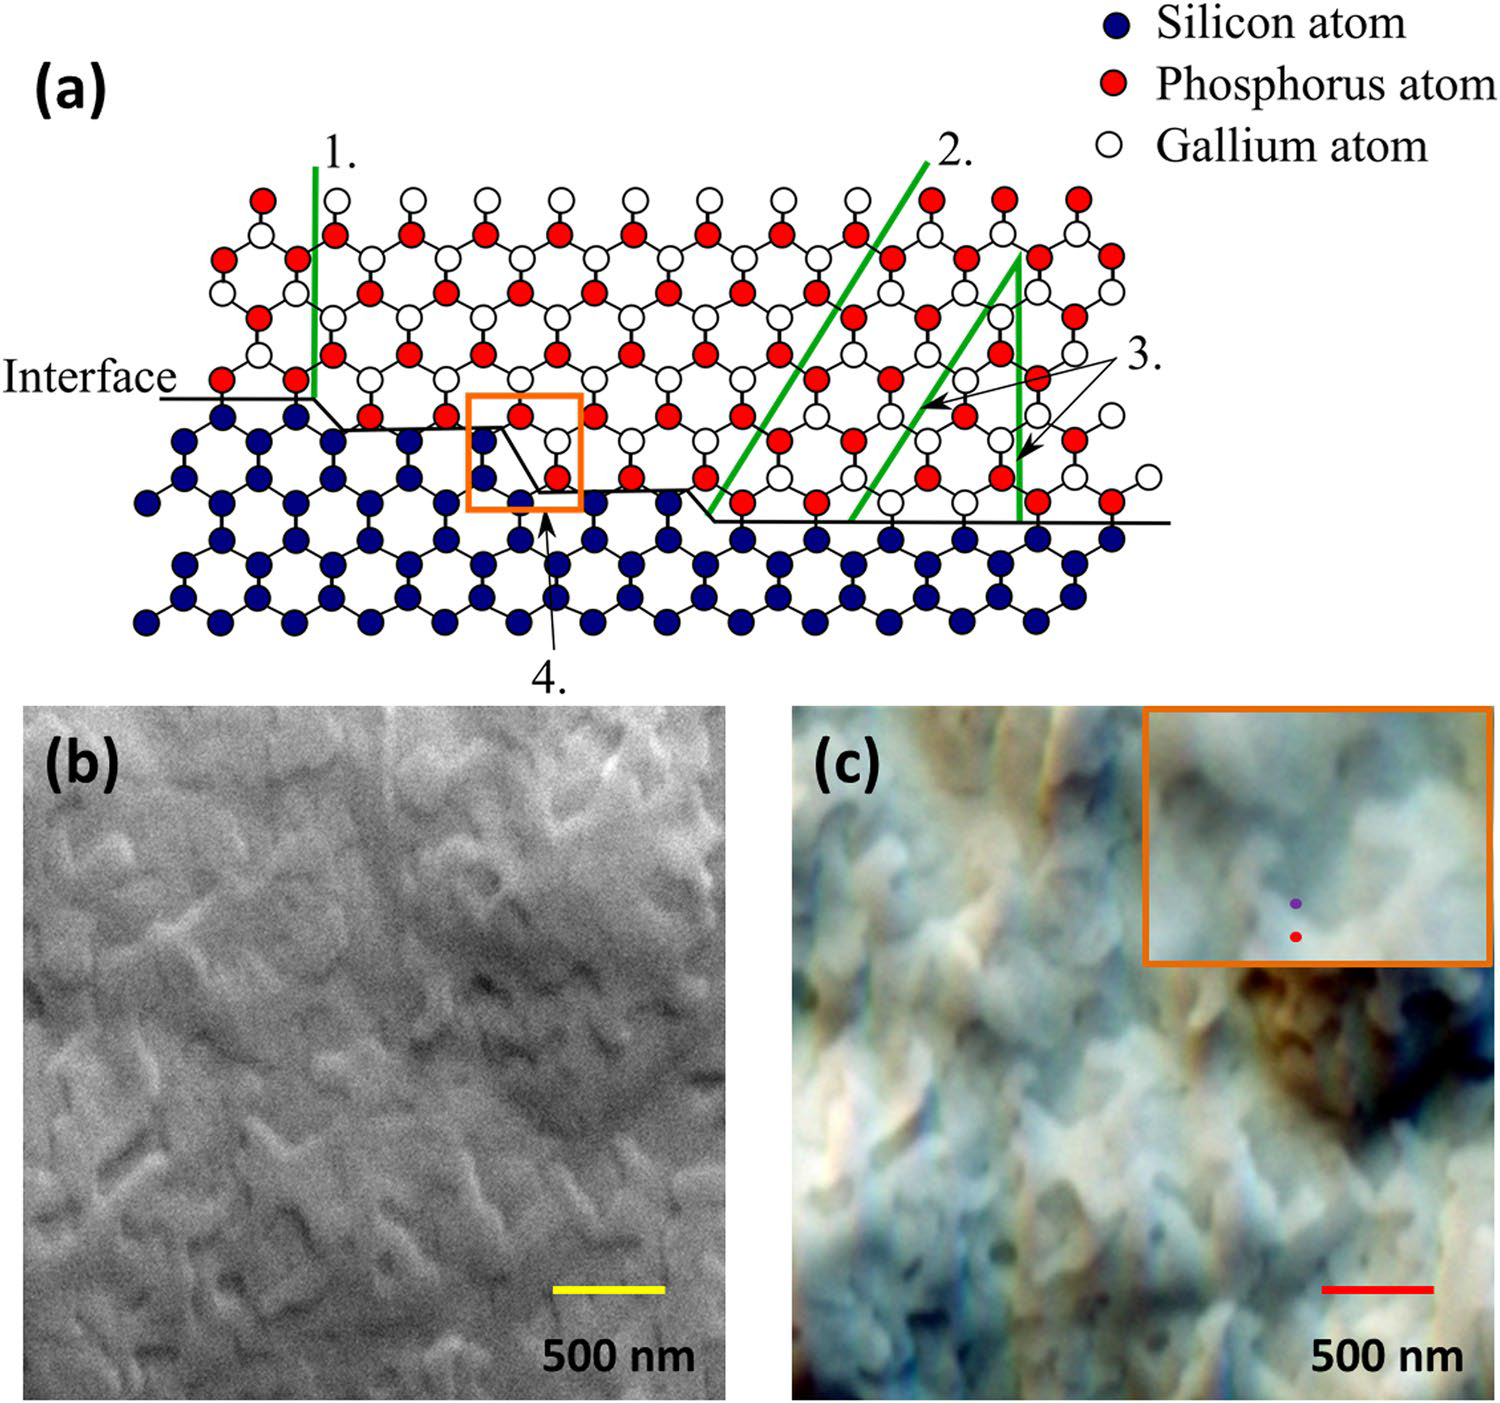 Silicon atom
(a)
Phosphorus atom
Gallium atom
1.
2.
Interface
3.
4.
(b)
(c)
500 nm
500 nm